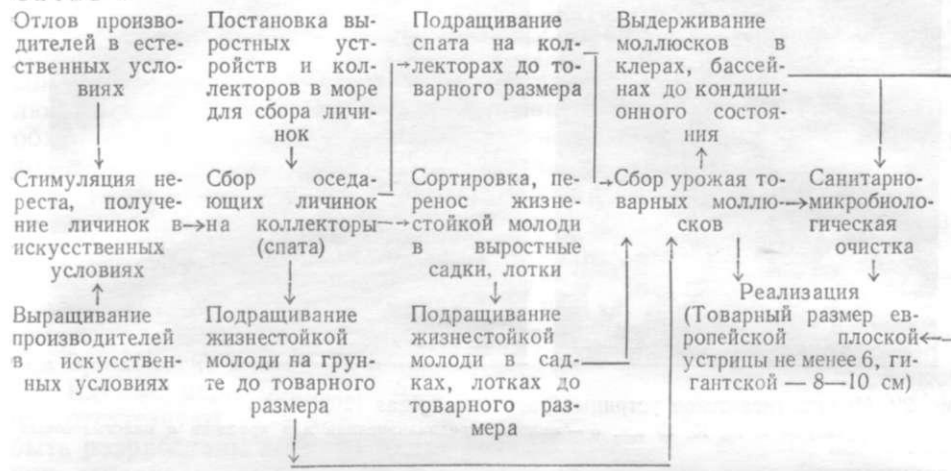 Отлов произво-
дителей в есте-
ственных усло-
виях
Постановка вы-
ростных уст-
ройств и кол-
лекторов в море
для сбора личи-
нок
Подращивание
спата на кол-
лекторах до то-
варного размера
Выдерживание
моллюсков в
клерах, бассей-
нах до кондици-
онного состоя-
ния
Стимуляция не-
реста, получе-
ние личинок в
искусственных
условиях
Сбор оседа-
ющих личинок
на коллекторы
(спата)
Сортировка, пе-
ренос жизне-
стойкой молоди
в выростные
садки, лотки
Сбор урожая то-
варных моллю-
сков
Санитарно-
микробиоло-
гическая
очистка
Выращивание
производителей
в искусствен-
ных условиях
Подращивание
жизнестойкой
молоди на грун-
те до товарного
размера
Подращивание
жизнестойкой
молоди в сад-
ках, лотках до
товарного раз-
мера
Реализация
(Товарный размер ев-
ропейской плоской
устрицы не менее 6, ги-
гантской — 8—10 см)